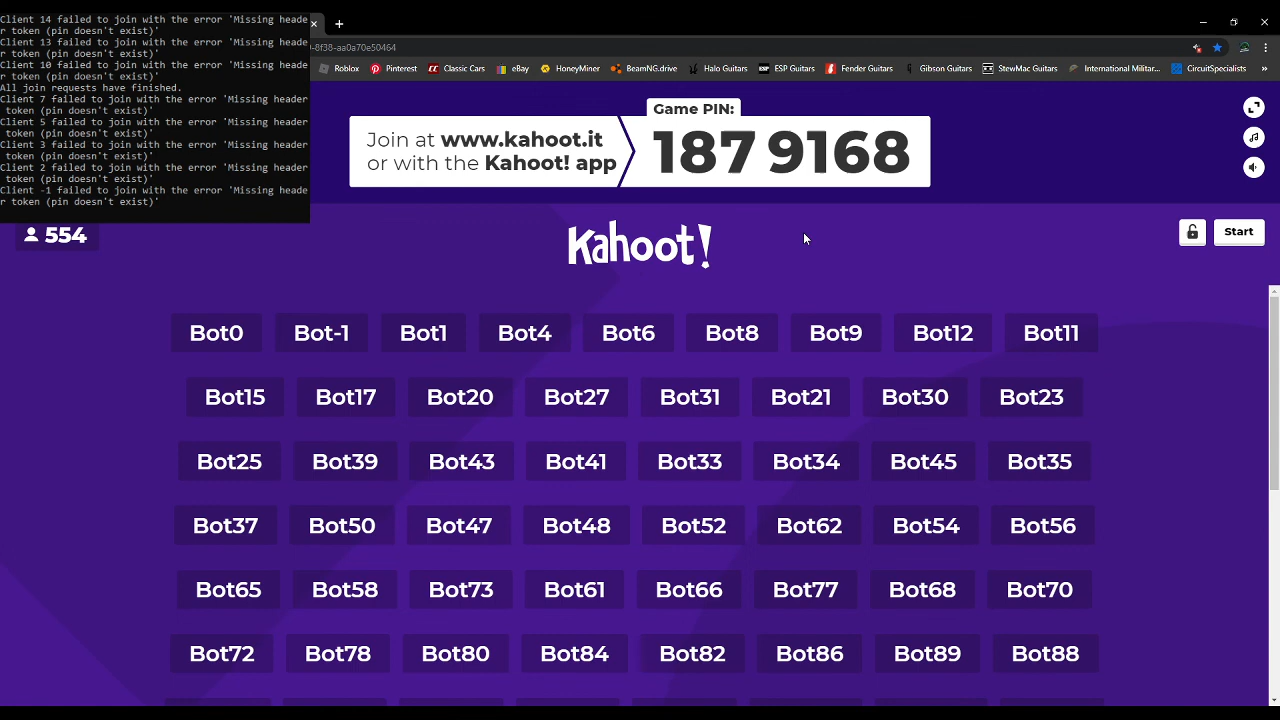 Client 14 failed to join with the error 'Missing heade
r token (pin doesn't exist)'
Client 13 failed to join with the error 'Missing heade
r token (pin doesn't exist)'
Client 10 failed to join with the error 'Missing heade
r token (pin doesn't exist)'
All join requests have finished.
Client 7 failed to join with the error 'Missing header
 token (pin doesn't exist)'
Client 5 failed to join with the error 'Missing header
 token (pin doesn't exist)'
Client 3 failed to join with the error 'Missing header
 token (pin doesn't exist)'
Client 2 failed to join with the error 'Missing header
 token (pin doesn't exist)'
Client -1 failed to join with the error 'Missing heade
r token (pin doesn't exist)'
-8f38-aa0a70e50464
Roblox Pinterest Classic Cars eBay HoneyMiner BeamNG.drive Halo Guitars ESP Guitars Fender Guitars Gibson Guitars StewMac Guitars International Militar... CircuitSpecialists »
Game PIN:
Join at www.kahoot.it
or with the Kahoot! app
187 9168
554
Kahoot!
Start
Bot0 Bot-1 Bot1 Bot4 Bot6 Bot8 Bot9 Bot12 Bot11
Bot15 Bot17 Bot20 Bot27 Bot31 Bot21 Bot30 Bot23
Bot25 Bot39 Bot43 Bot41 Bot33 Bot34 Bot45 Bot35
Bot37 Bot50 Bot47 Bot48 Bot52 Bot62 Bot54 Bot56
Bot65 Bot58 Bot73 Bot61 Bot66 Bot77 Bot68 Bot70
Bot72 Bot78 Bot80 Bot84 Bot82 Bot86 Bot89 Bot88